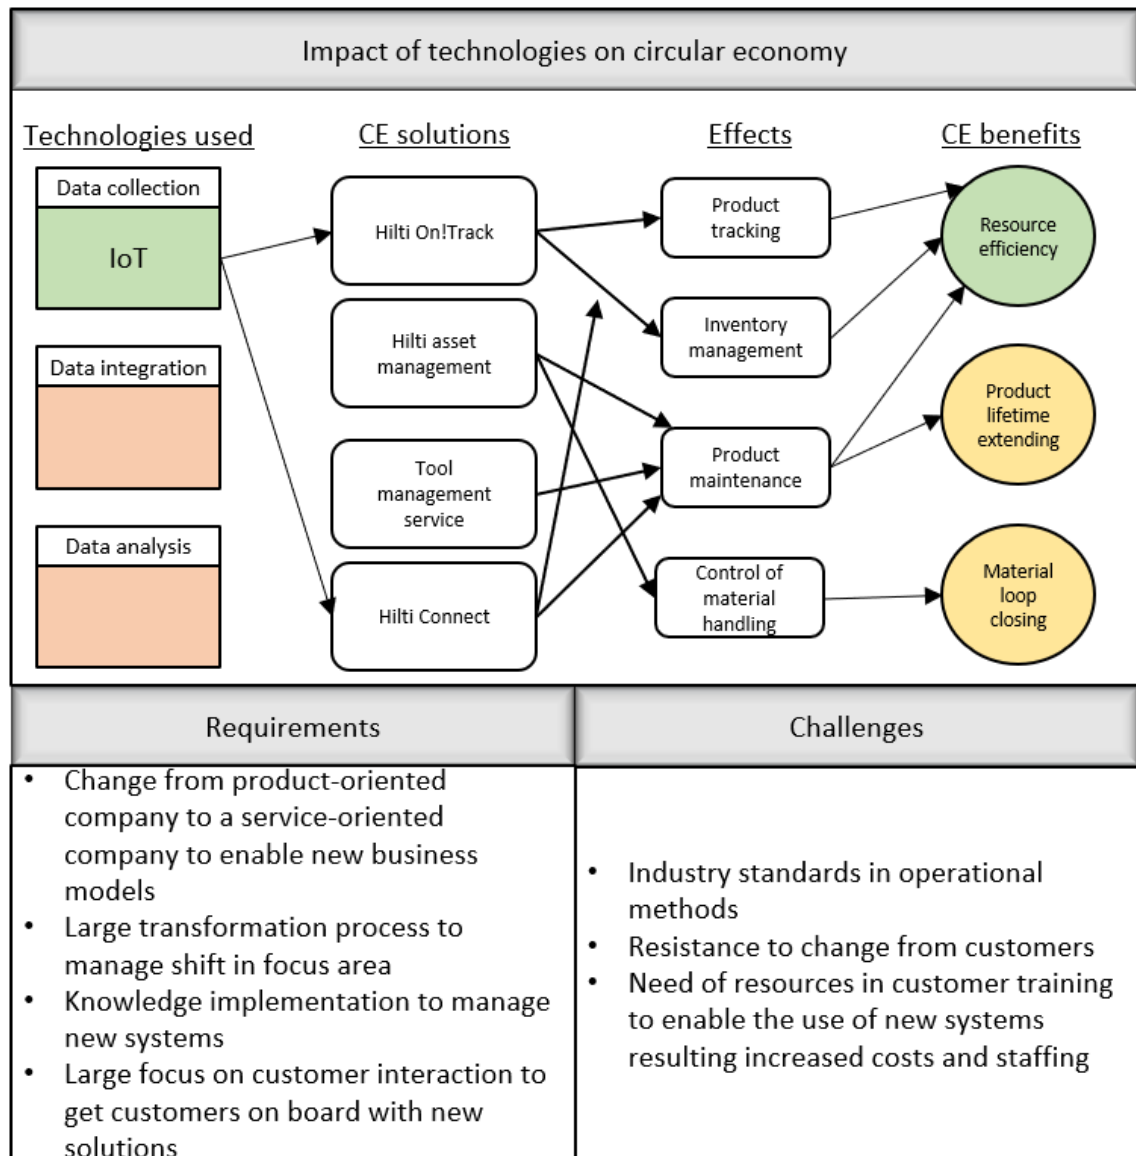 Impact of technologies on circular economy
Technologies used
CE solutions
Effects
CE benefits
Data collection
IoT
Data integration
Data analysis
Hilti On!Track
Hilti asset
management
Tool
management
service
Hilti Connect
Product
tracking
Inventory
management
Product
maintenance
Control of
material
handling
Resource
efficiency
Product
lifetime
extending
Material
loop
closing
Requirements
• Change from product-oriented
company to a service-oriented
company to enable new business
models
• Large transformation process to
manage shift in focus area
• Knowledge implementation to manage
new systems
• Large focus on customer interaction to
get customers on board with new
solutions
Challenges
• Industry standards in operational
methods
• Resistance to change from customers
• Need of resources in customer training
to enable the use of new systems
resulting increased costs and staffing